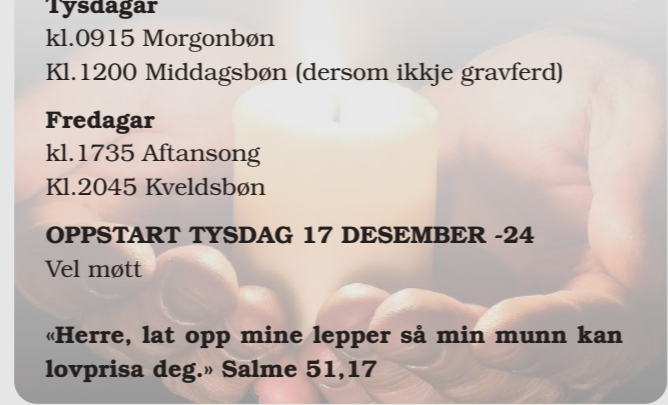 Tysdagar
kl.0915 Morgonbøn
Kl.1200 Middagsbøn (dersom ikkje gravferd)
Fredagar
kl.1735 Aftansong
Kl.2045 Kveldsbøn
OPPSTART TYSDAG 17 DESEMBER -24
Vel møtt
«Herre, lat opp mine lepper så min munn kan
lovprisa deg.» Salme 51,17